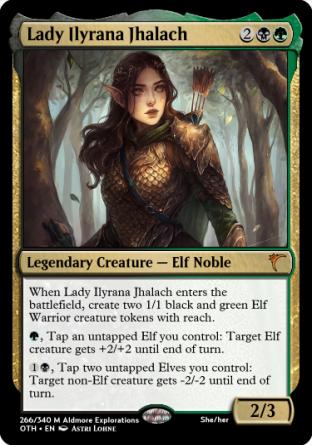 Lady Ilyrana Jhalach 2
Legendary Creature — Elf Noble
When Lady Ilyrana Jhalach enters the
battlefield, create two 1/1 black and green Elf
Warrior creature tokens with reach.
, Tap an untapped Elf you control: Target Elf
creature gets +2/+2 until end of turn.
1 , Tap two untapped Elves you control:
Target non-Elf creature gets -2/-2 until end of
turn.
2/3
266/340 M Aldmore Explorations She/her
OTH • EN Astri Lohne